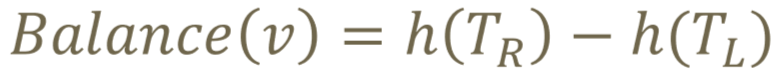 Balance(v) = h(T_R) − h(T_L)